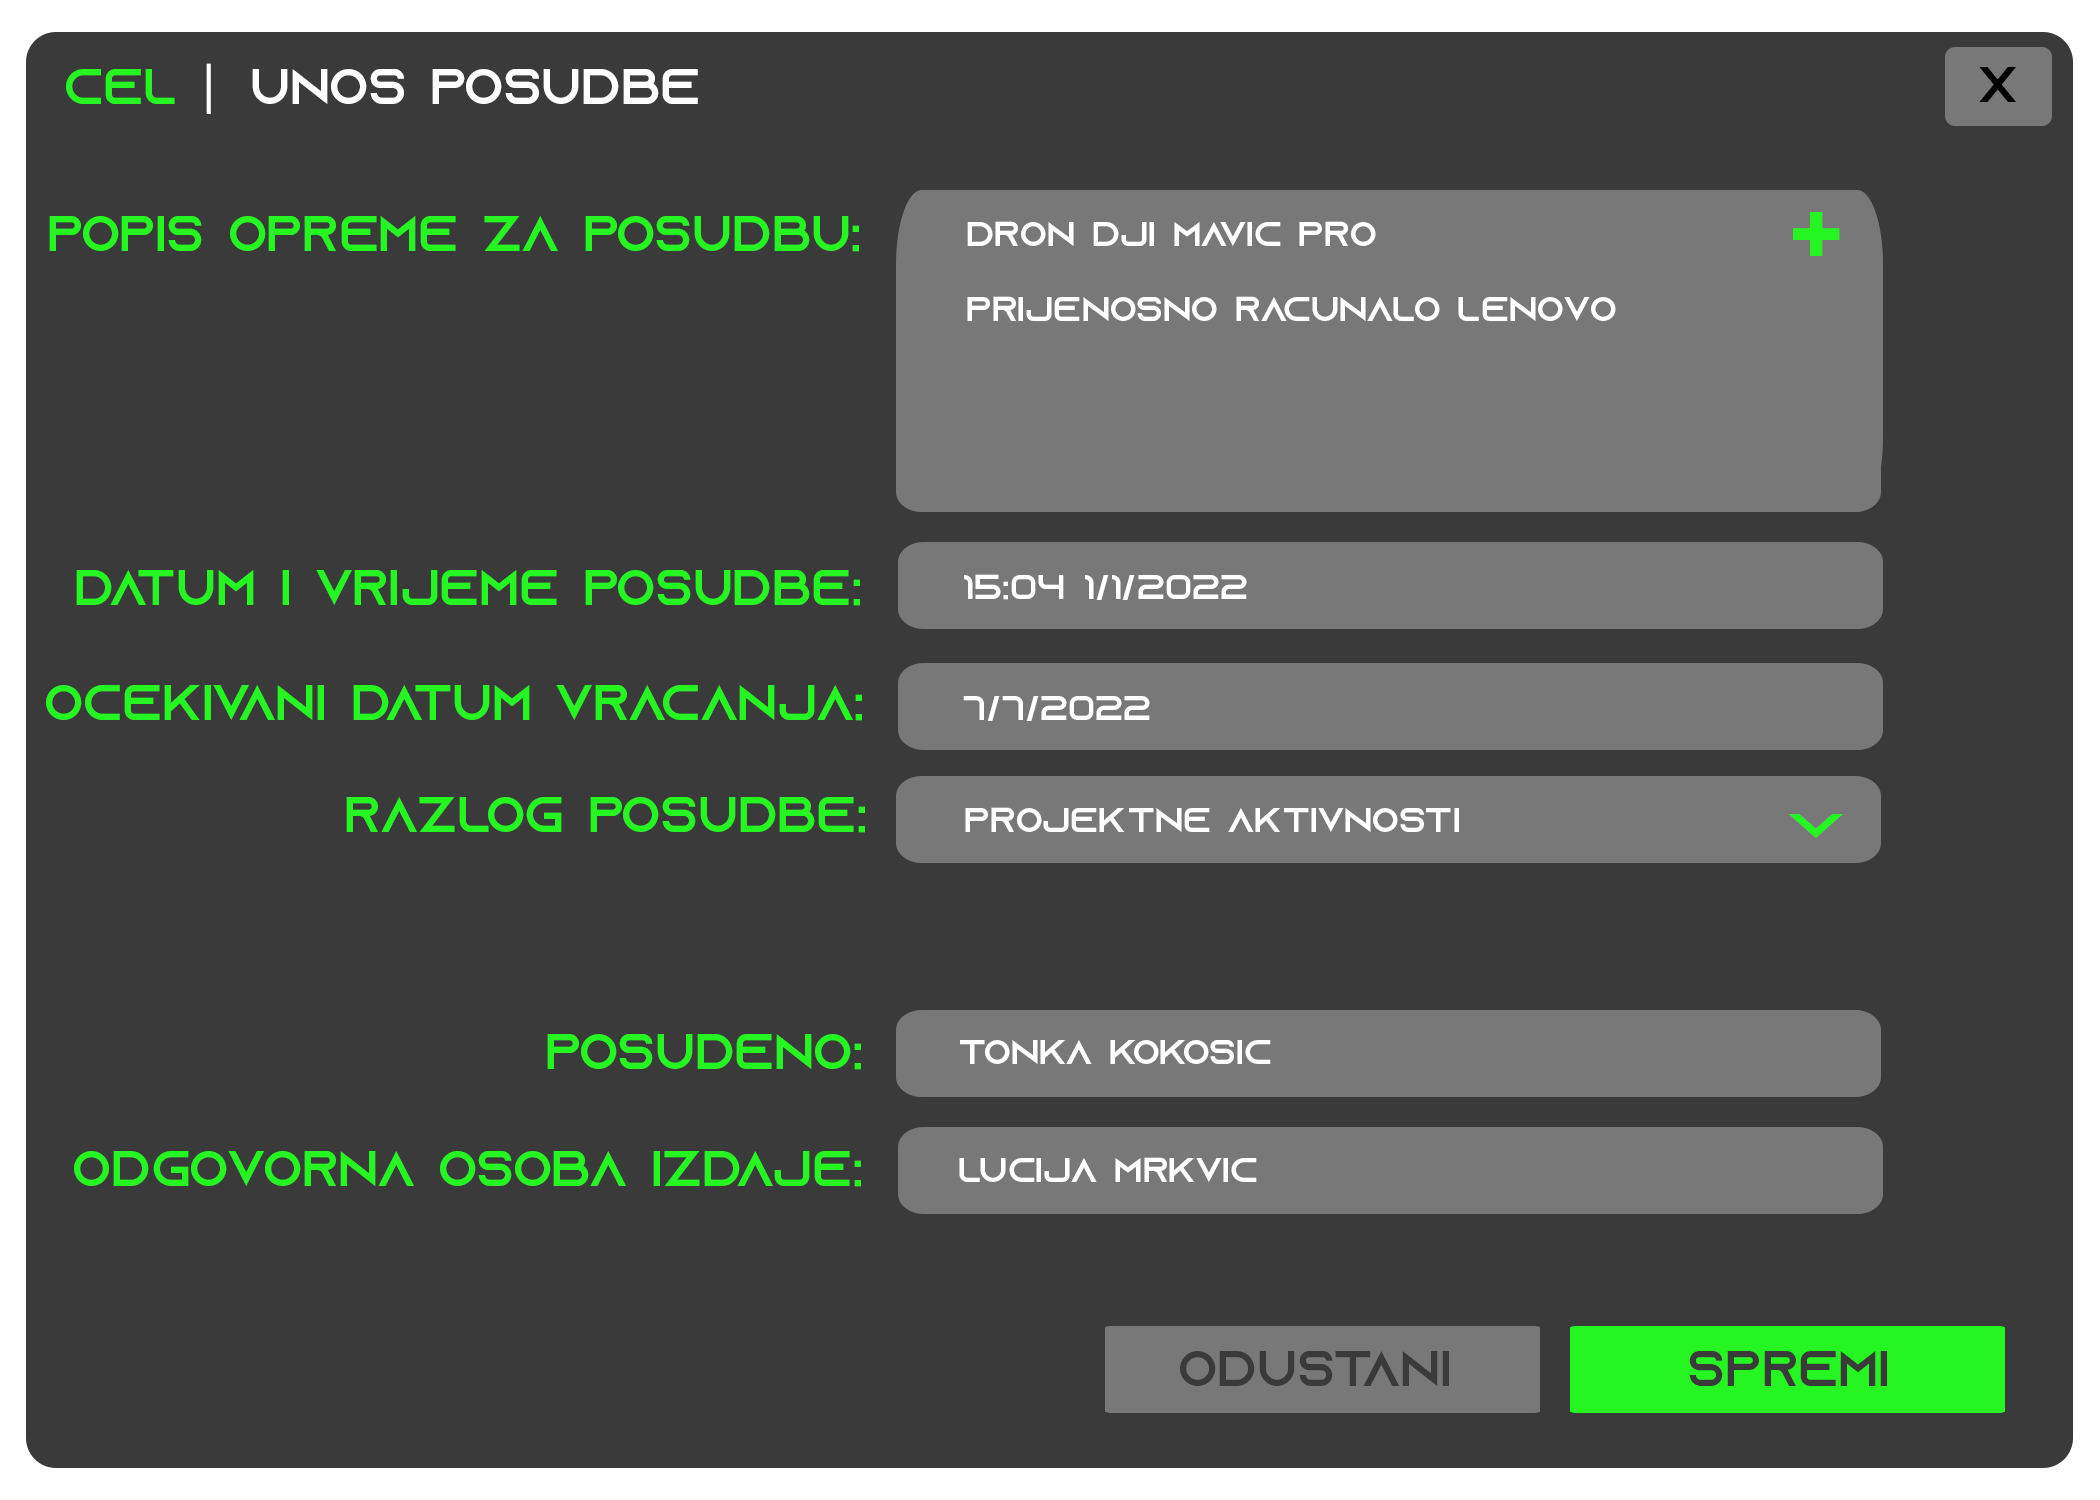 CEL | UNOS POSUDBE
X
POPIS OPREME ZA POSUDBU:
DRON DJI MAVIC PRO
PRIJENOSNO RACUNALO LENOVO
DATUM I VRIJEME POSUDBE:
15:04 1/1/2022
OCEKIVANI DATUM VRACANJA:
7/7/2022
RAZLOG POSUDBE:
PROJEKTNE AKTIVNOSTI
POSUDENO:
TONKA KOKOSIC
ODGOVORNA OSOBA IZDAJE:
LUCIJA MRKVIC
ODUSTANI
SPREMI